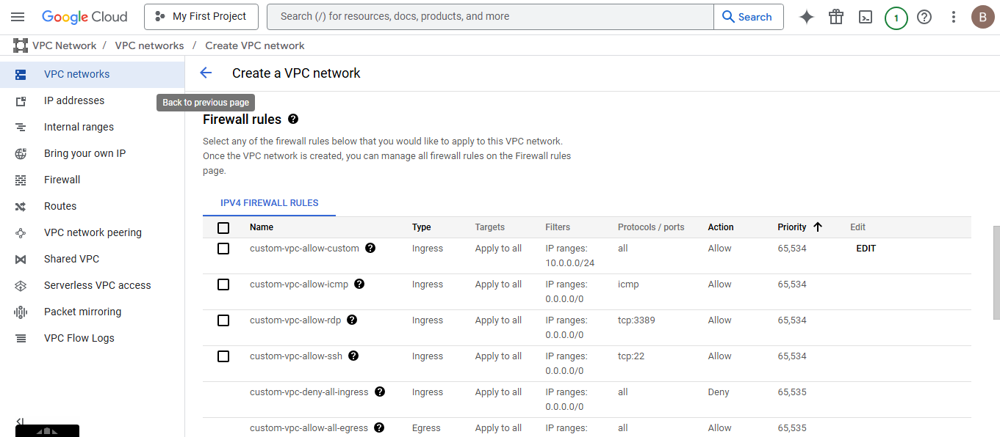 Google Cloud
My First Project
Search (/) for resources, docs, products, and more
Search
1
B
VPC Network / VPC networks / Create VPC network
VPC networks
IP addresses
Internal ranges
Bring your own IP
Firewall
Routes
VPC network peering
Shared VPC
Serverless VPC access
Packet mirroring
VPC Flow Logs
Create a VPC network
Back to previous page
Firewall rules
Select any of the firewall rules below that you would like to apply to this VPC network.
Once the VPC network is created, you can manage all firewall rules on the Firewall rules
page.
IPV4 FIREWALL RULES
Name Type Targets Filters Protocols / ports Action Priority Edit
custom-vpc-allow-custom Ingress Apply to all IP ranges: all Allow 65,534 EDIT
10.0.0.0/24
custom-vpc-allow-icmp Ingress Apply to all IP ranges: icmp Allow 65,534
0.0.0.0/0
custom-vpc-allow-rdp Ingress Apply to all IP ranges: tcp:3389 Allow 65,534
0.0.0.0/0
custom-vpc-allow-ssh Ingress Apply to all IP ranges: tcp:22 Allow 65,534
0.0.0.0/0
custom-vpc-deny-all-ingress Ingress Apply to all IP ranges: all Deny 65,535
0.0.0.0/0
custom-vpc-allow-all-egress Egress Apply to all IP ranges: all Allow 65,535